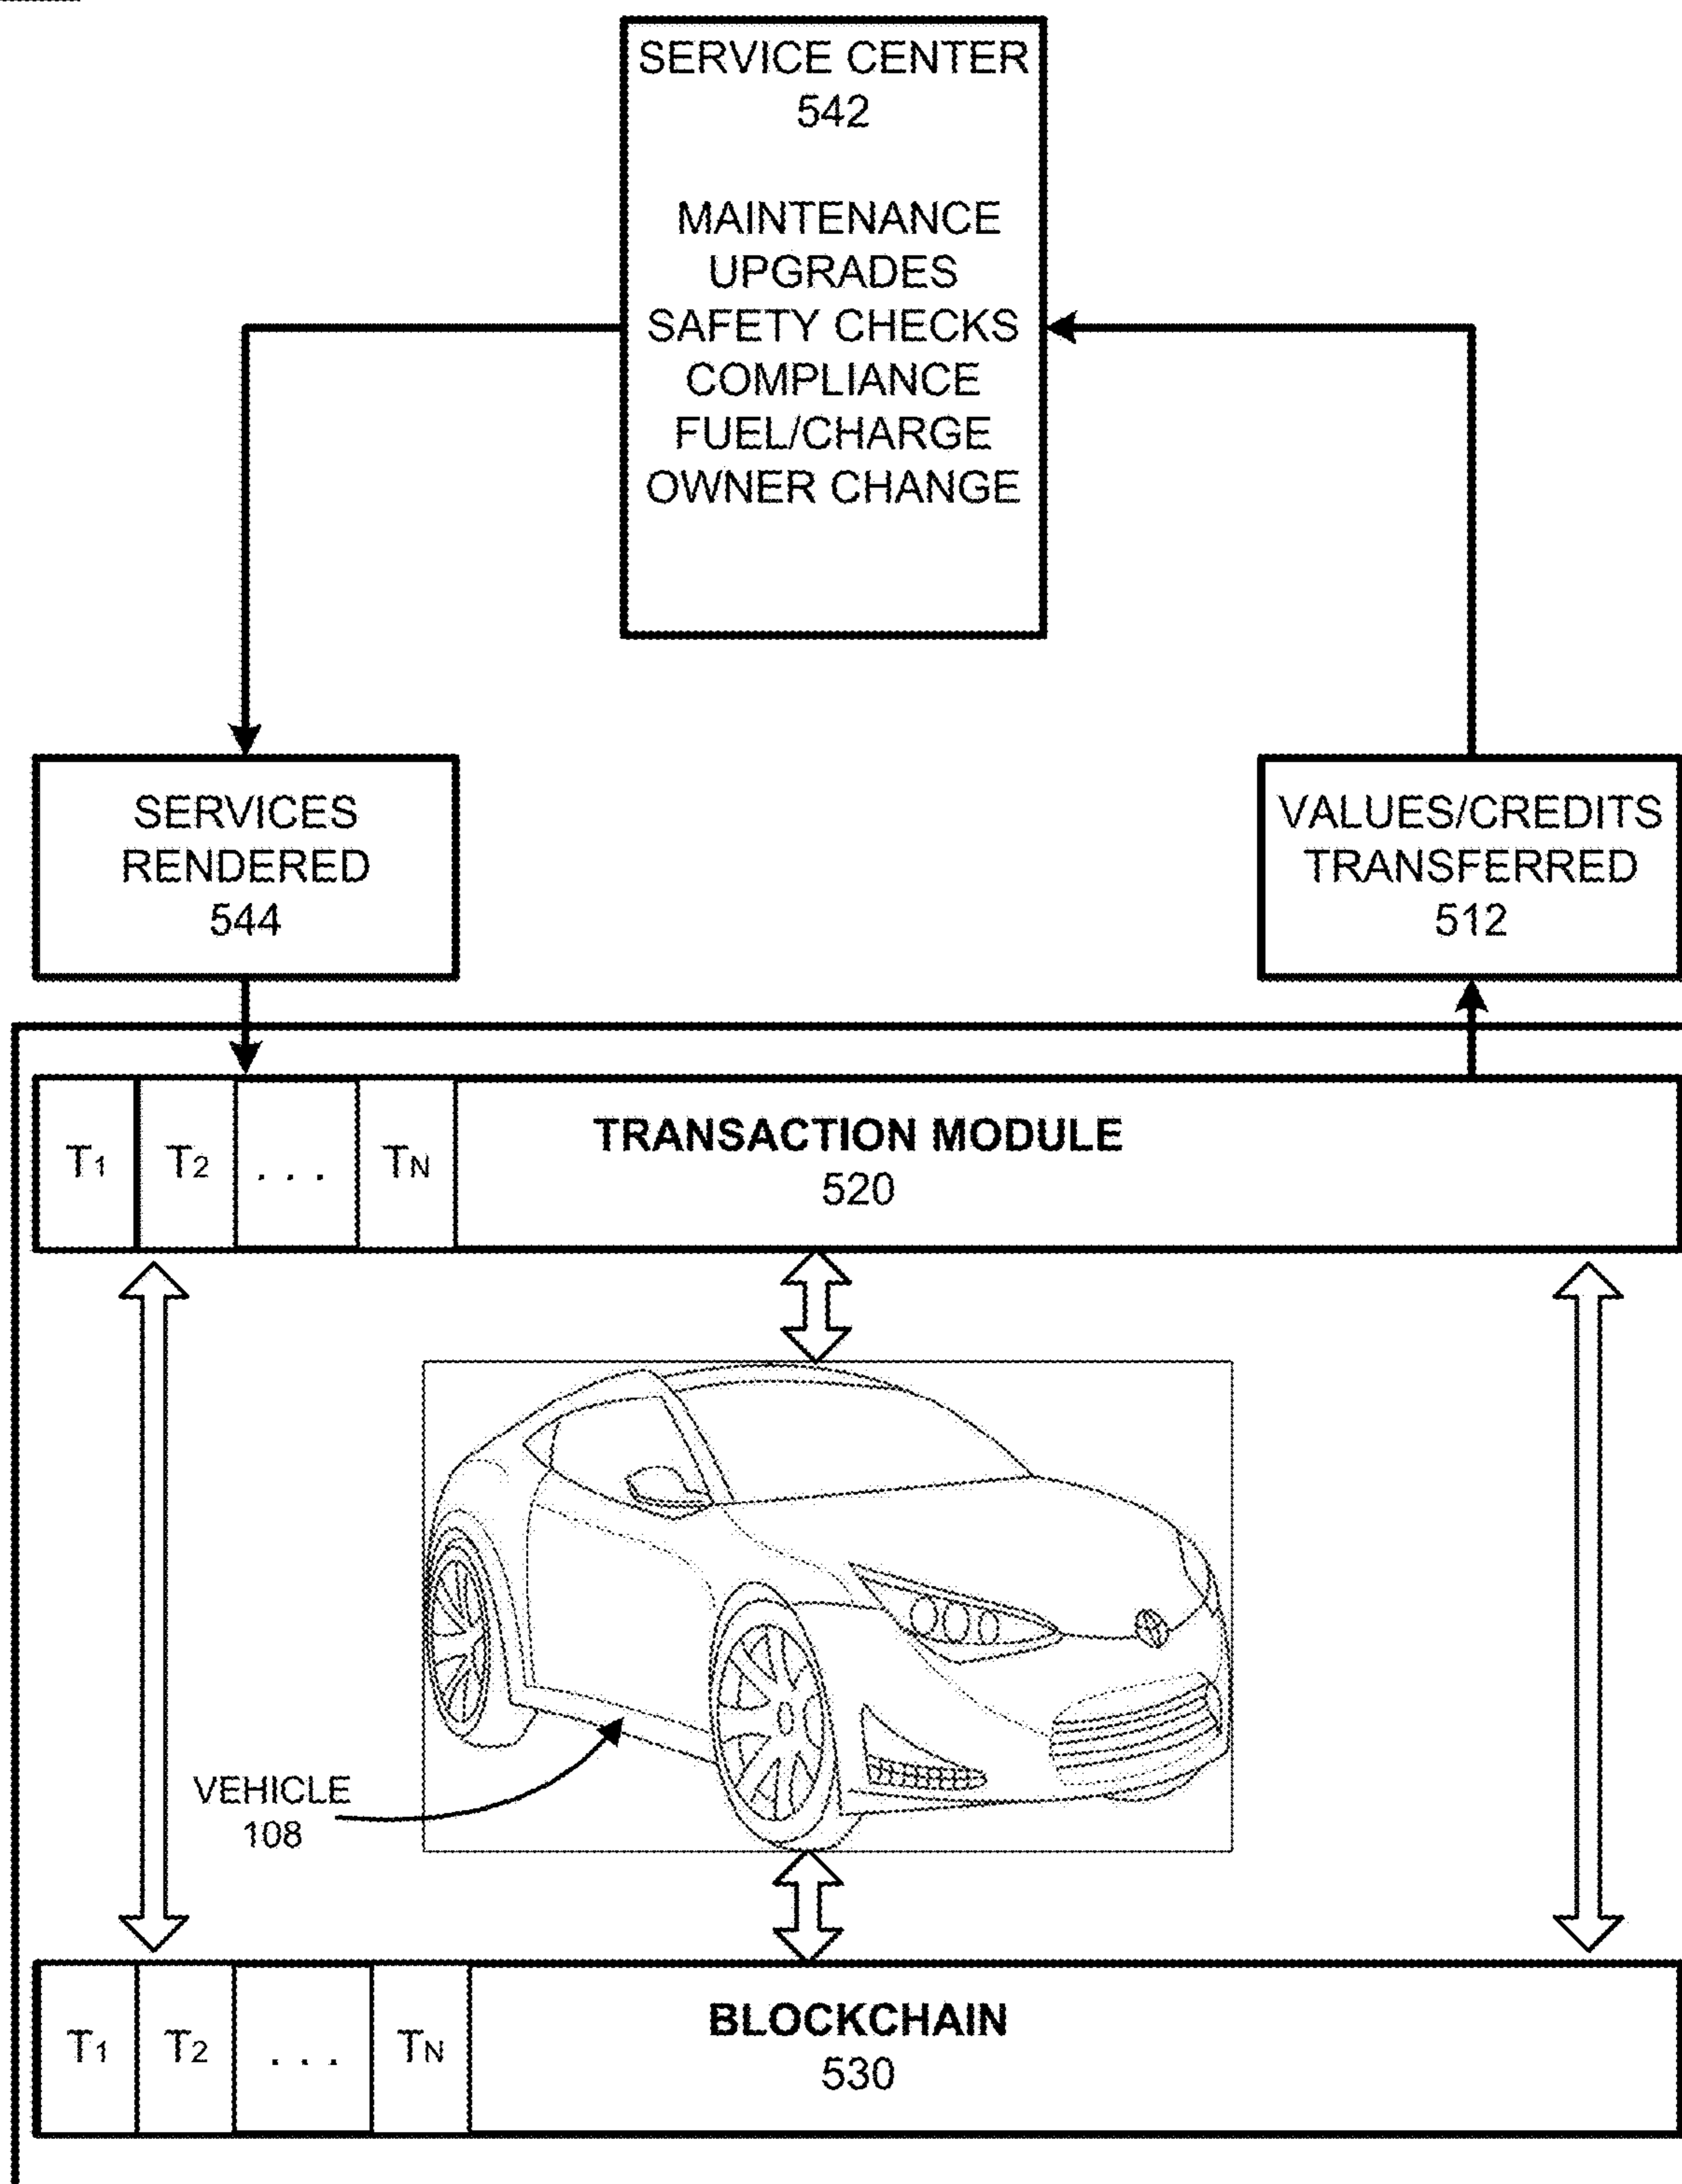 SERVICE CENTER
542
MAINTENANCE
UPGRADES
SAFETY CHECKS
COMPLIANCE
FUEL/CHARGE
OWNER CHANGE
SERVICES
RENDERED
544
VALUES/CREDITS
TRANSFERRED
512
T1 T2 . . . TN
TRANSACTION MODULE
520
VEHICLE
108
T1 T2 . . . TN
BLOCKCHAIN
530